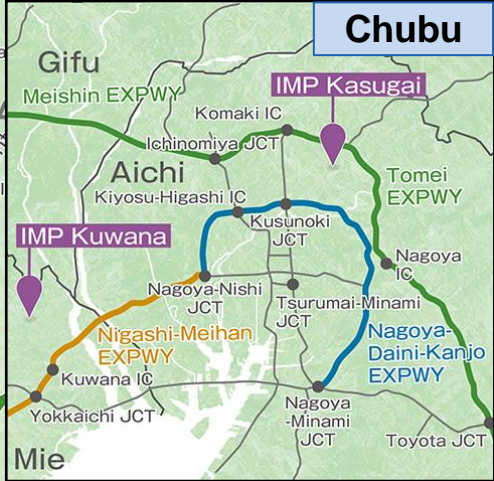 Chubu
Gifu
IMP Kasugai
Meishin EXPWY
Komaki IC
Ichinomiya JCT
Aichi
Tomei
EXPWY
Kiyosu-Higashi IC
Kusunoki
JCT
IMP Kuwana
Nagoya
IC
Nagoya-Nishi
JCT
Tsurumai-Minami
JCT
Nigashi-Meihan
EXPWY
Nagoya-
Daini-Kanjo
EXPWY
Kuwana IC
Yokkaichi JCT
Nagoya
-Minami
JCT
Toyota JCT
Mie